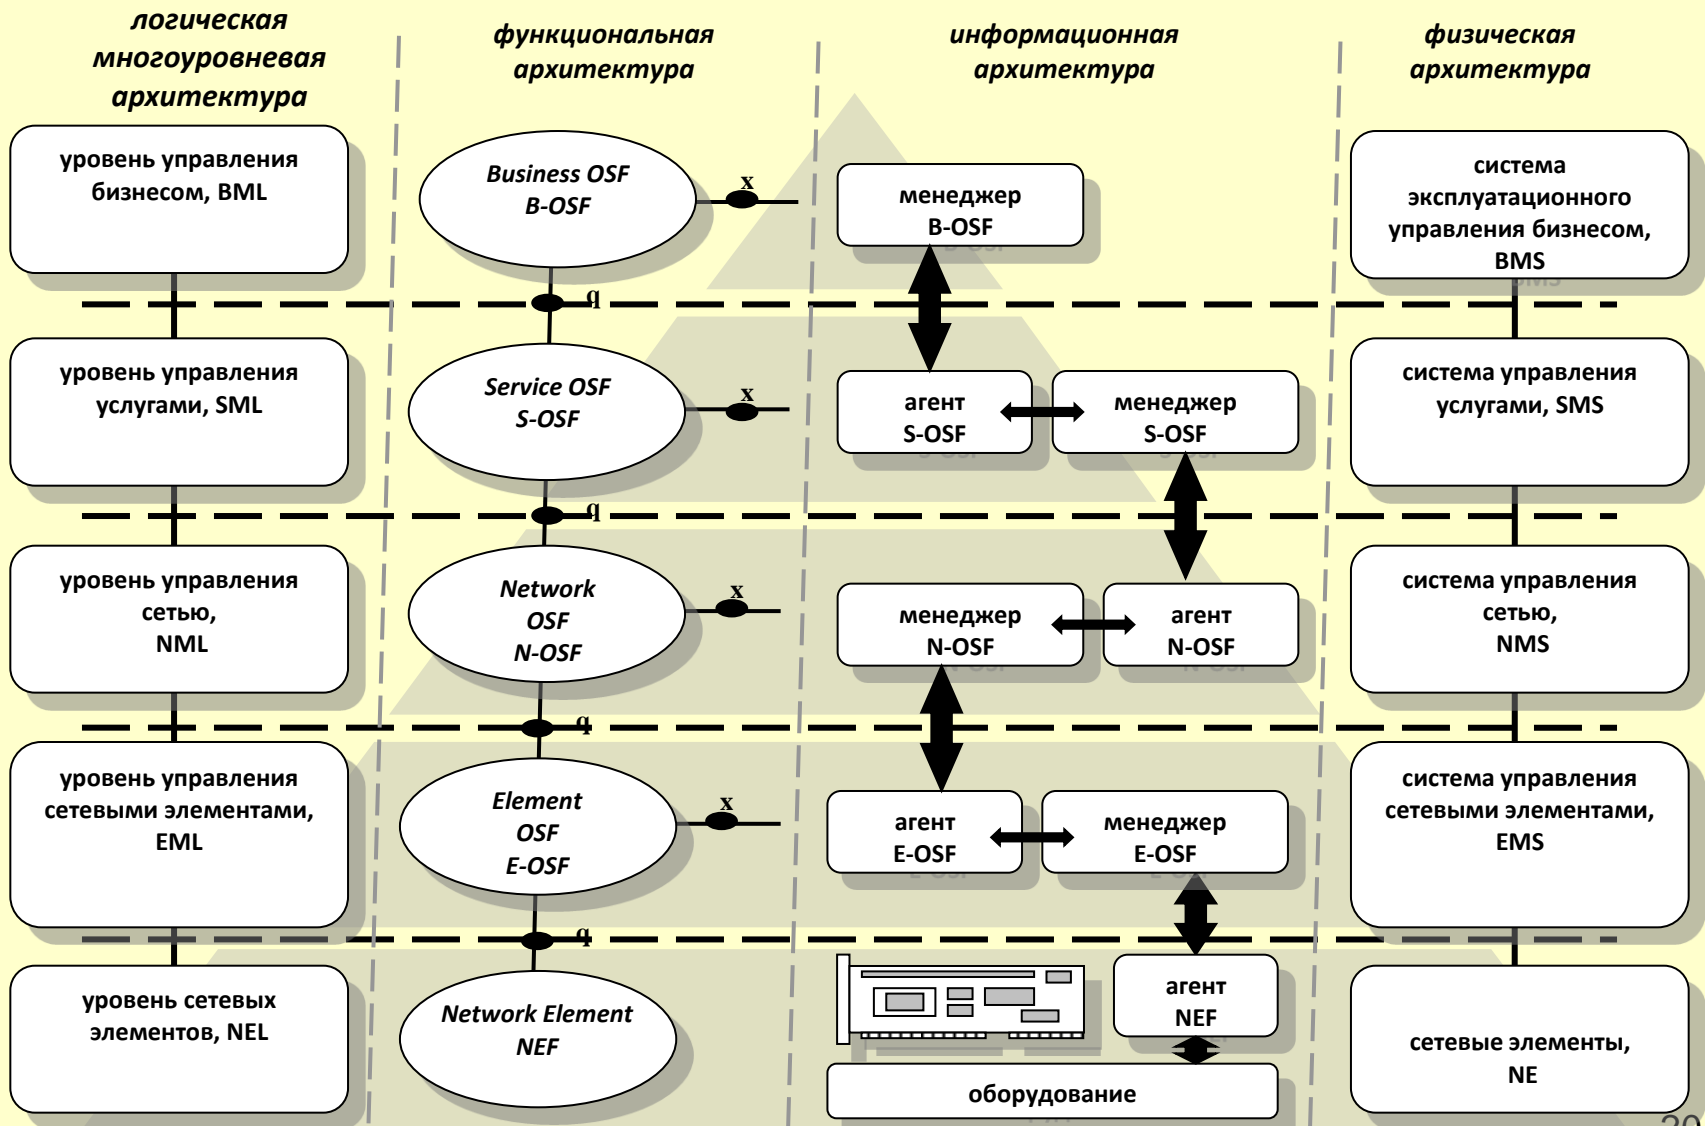 логическая
многоуровневая
архитектура
функциональная
архитектура
информационная
архитектура
физическая
архитектура
уровень управления
бизнесом, BML
Business OSF
B-OSF
x
менеджер
B-OSF
система
эксплуатационного
управления бизнесом,
BMS
q
уровень управления
услугами, SML
Service OSF
S-OSF
x
агент
S-OSF
менеджер
S-OSF
система управления
услугами, SMS
q
уровень управления
сетью,
NML
Network
OSF
N-OSF
x
менеджер
N-OSF
агент
N-OSF
система управления
сетью,
NMS
q
уровень управления
сетевыми элементами,
EML
Element
OSF
E-OSF
x
агент
E-OSF
менеджер
E-OSF
система управления
сетевыми элементами,
EMS
q
уровень сетевых
элементов, NEL
Network Element
NEF
агент
NEF
оборудование
сетевые элементы,
NE